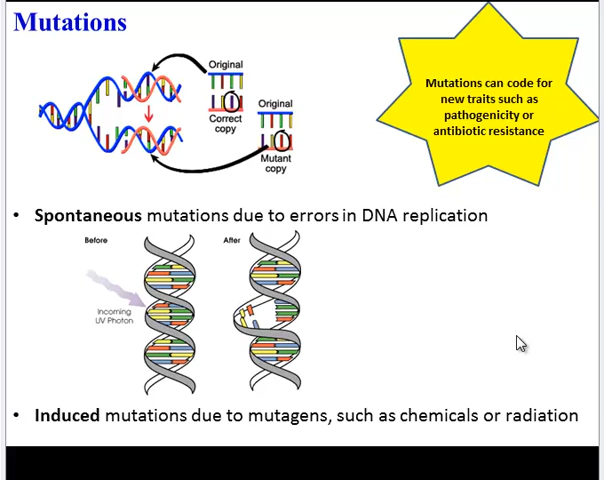 Mutations
Original
Correct
copy
Original
Mutant
copy
Mutations can code for
new traits such as
pathogenicity or
antibiotic resistance
• Spontaneous mutations due to errors in DNA replication
Before
After
Incoming
UV Photon
• Induced mutations due to mutagens, such as chemicals or radiation